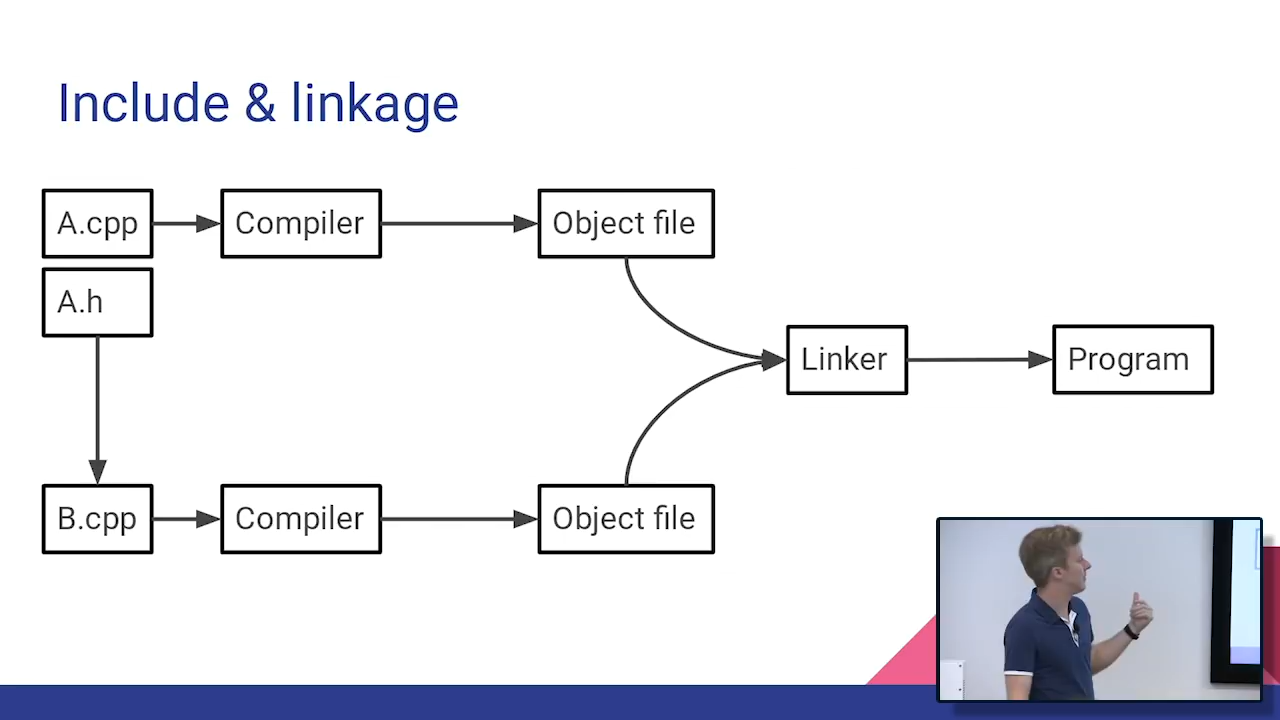 Include & linkage
A.cpp
Compiler
Object file
A.h
Linker
Program
B.cpp
Compiler
Object file